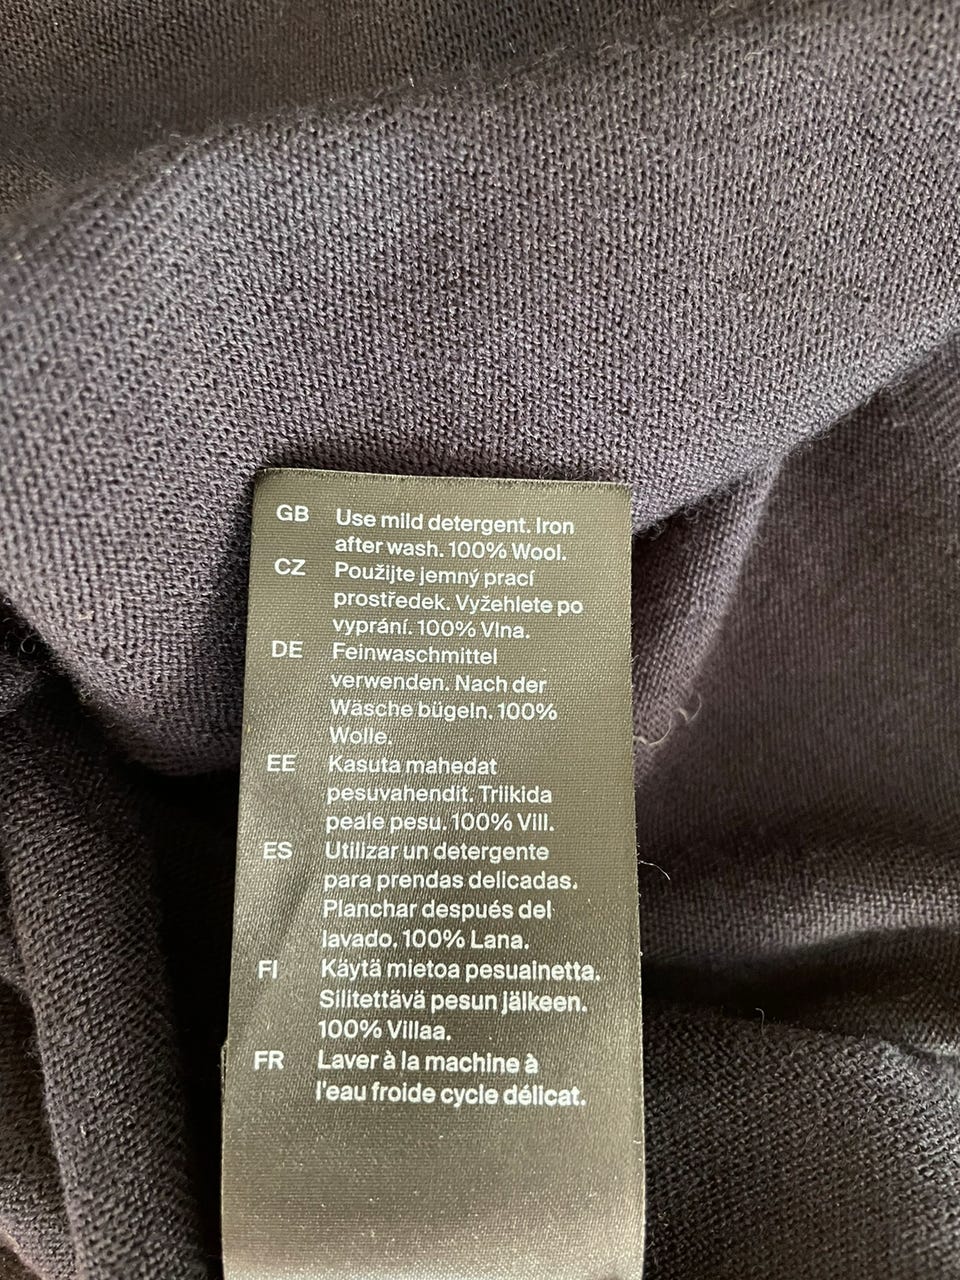 GB Use mild detergent. Iron
after wash. 100% Wool.
CZ Použijte jemný prací
prostředek. Vyžehlete po
vyprání. 100% Vlna.
DE Feinwaschmittel
verwenden. Nach der
Wäsche bügeln. 100%
Wolle.
EE Kasuta mahedat
pesuvahendit. Triikida
peale pesu. 100% Vill.
ES Utilizar un detergente
para prendas delicadas.
Planchar después del
lavado. 100% Lana.
FI Käytä mietoa pesuainetta.
Silitettävä pesun jälkeen.
100% Villaa.
FR Laver à la machine à
l'eau froide cycle délicat.